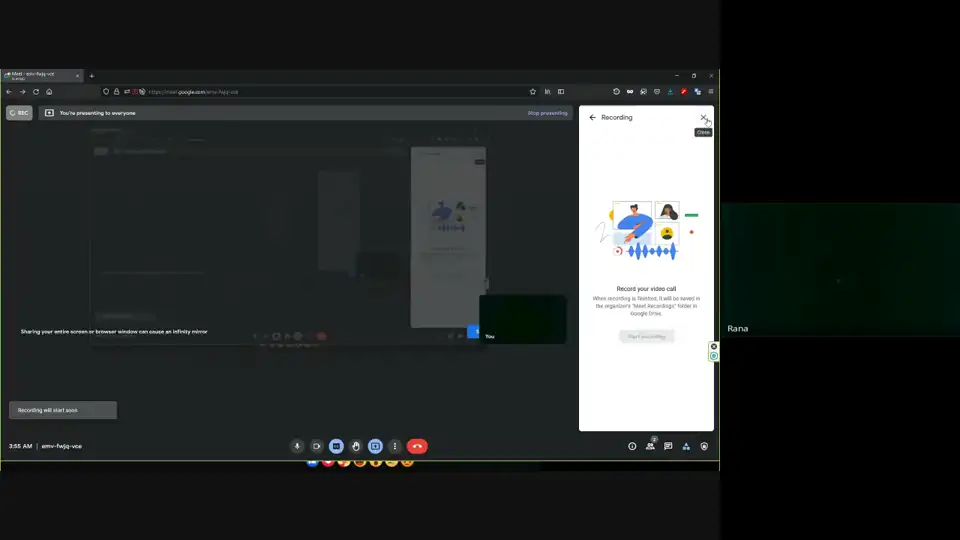 Meet - emv-fwjq-vce
https://meet.google.com/emv-fwjq-vce
REC
You're presenting to everyone
Stop presenting
Recording
Close
Sharing your entire screen or browser window can cause an infinity mirror
You
Record your video call
When recording is finished, it will be saved in
the organizer's "Meet Recordings" folder in
Google Drive
Start recording
Rana
Recording will start soon
3:55 AM | emv-fwjq-vce
2